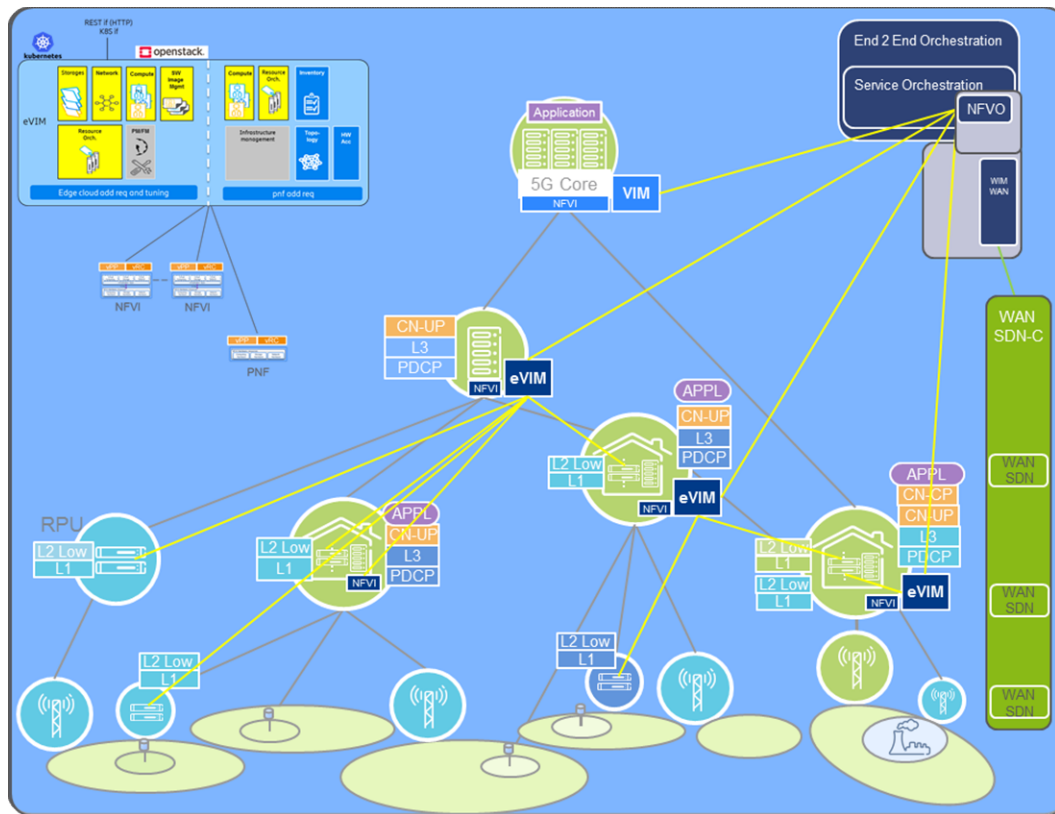 REST if (HTTP)
K8S if
kubernetes
openstack.
eVIM
Storages
Network
Compute
SW
Image
Mgmt
Resource
Orch.
PM/FM
Edge cloud add req and tuning
Compute
Resource
Orch.
Inventory
Infrastructure
management
Topo-
logy
HW
Acc
pnf add req
NFVI
NFVI
PNF
End 2 End Orchestration
Service Orchestration
NFVO
WIM
WAN
Application
5G Core
NFVI
VIM
WAN
SDN-C
WAN
SDN
WAN
SDN
WAN
SDN
CN-UP
L3
PDCP
NFVI
eVIM
APPL
CN-UP
L3
PDCP
L2 Low
L1
NFVI
eVIM
APPL
CN-CP
CN-UP
L3
PDCP
L2 Low
L1
L2 Low
L1
NFVI
eVIM
RPU
L2 Low
L1
APPL
CN-UP
L3
PDCP
L2 Low
L1
NFVI
L2 Low
L1
L2 Low
L1